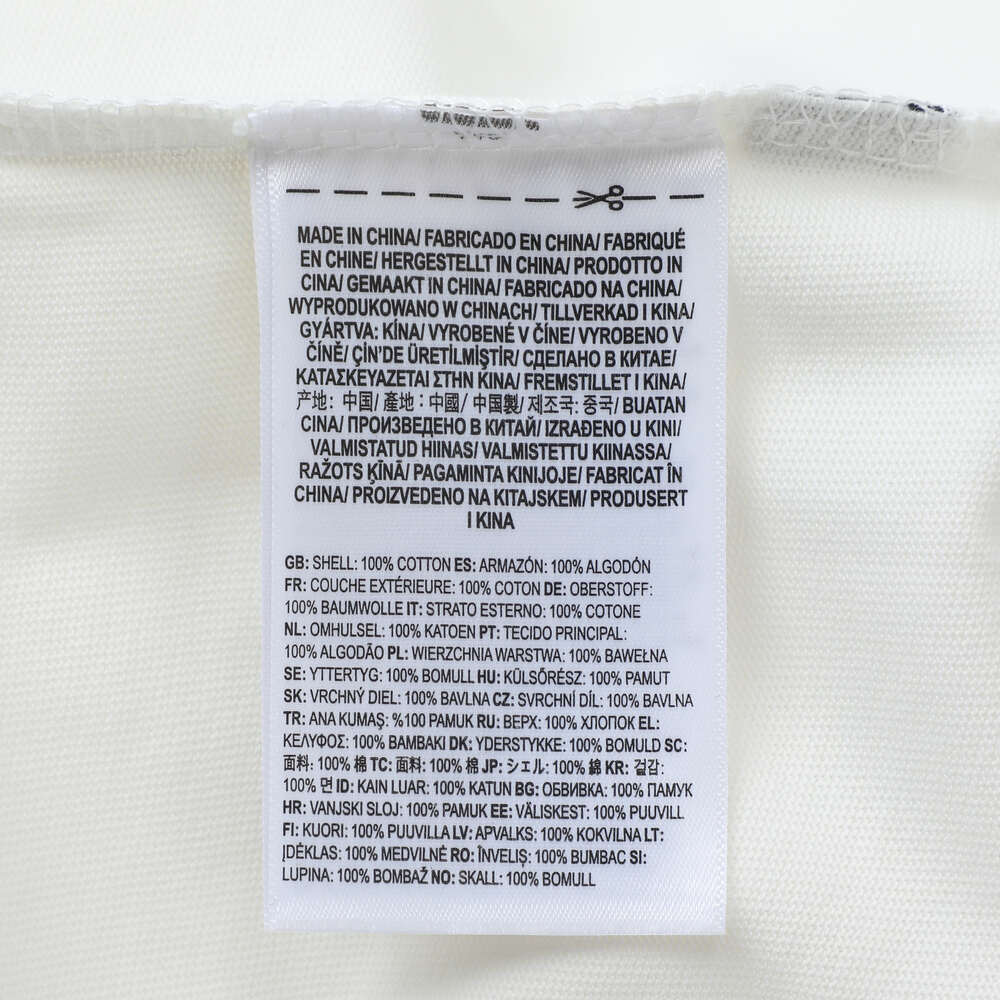 MADE IN CHINA/ FABRICADO EN CHINA/ FABRIQUÉ
EN CHINE/ HERGESTELLT IN CHINA/ PRODOTTO IN
CINA/ GEMAAKT IN CHINA/ FABRICADO NA CHINA/
WYPRODUKOWANO W CHINACH/ TILLVERKAD I KINA/
GYÁRTVA: KÍNA/ VYROBENÉ V ČÍNE/ VYROBENO V
ČÍNĚ/ ÇİN'DE ÜRETİLMİŞTİR/ СДЕЛАНО В КИТАЕ/
ΚΑΤΑΣΚΕΥΑΖΕΤΑΙ ΣΤΗΝ ΚΙΝΑ/ FREMSTILLET I KINA/
产地: 中国/ 產地: 中國/ 中国製/ 제조국: 중국/ BUATAN
CINA/ ПРОИЗВЕДЕНО В КИТАЙ/ IZRAĐENO U KINI/
VALMISTATUD HIINAS/ VALMISTETTU KIINASSA/
RAŽOTS ĶĪNĀ/ PAGAMINTA KINIJOJE/ FABRICAT ÎN
CHINA/ PROIZVEDENO NA KITAJSKEM/ PRODUSERT
I KINA
GB: SHELL: 100% COTTON ES: ARMAZÓN: 100% ALGODÓN
FR: COUCHE EXTÉRIEURE: 100% COTON DE: OBERSTOFF:
100% BAUMWOLLE IT: STRATO ESTERNO: 100% COTONE
NL: OMHULSEL: 100% KATOEN PT: TECIDO PRINCIPAL:
100% ALGODÃO PL: WIERZCHNIA WARSTWA: 100% BAWEŁNA
SE: YTTERTYG: 100% BOMULL HU: KÜLSŐRÉSZ: 100% PAMUT
SK: VRCHNÝ DIEL: 100% BAVLNA CZ: SVRCHNÍ DÍL: 100% BAVLNA
TR: ANA KUMAŞ: %100 PAMUK RU: ВЕРХ: 100% ХЛОПОК EL:
ΚΕΛΥΦΟΣ: 100% ΒΑΜΒΑΚΙ DK: YDERSTYKKE: 100% BOMULD SC:
面料: 100% 棉 TC: 面料: 100% 棉 JP: シェル: 100% 綿 KR: 겉감:
100% 면 ID: KAIN LUAR: 100% KATUN BG: ОБВИВКА: 100% ПАМУК
HR: VANJSKI SLOJ: 100% PAMUK EE: VÄLISKEST: 100% PUUVILL
FI: KUORI: 100% PUUVILLA LV: APVALKS: 100% KOKVILNA LT:
ĮDĖKLAS: 100% MEDVILNĖ RO: ÎNVELIŞ: 100% BUMBAC SI:
LUPINA: 100% BOMBAŽ NO: SKALL: 100% BOMULL